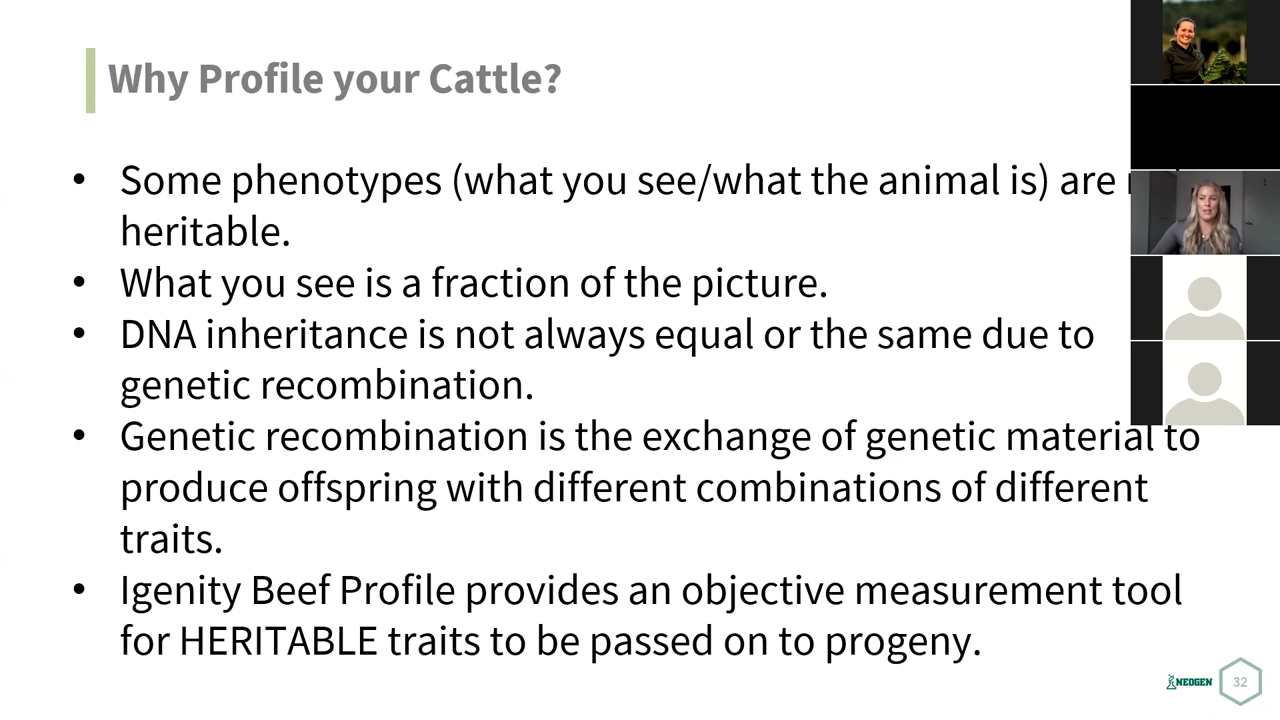 Why Profile your Cattle?
• Some phenotypes (what you see/what the animal is) are
heritable.
• What you see is a fraction of the picture.
• DNA inheritance is not always equal or the same due to
genetic recombination.
• Genetic recombination is the exchange of genetic material to
produce offspring with different combinations of different
traits.
• Igenity Beef Profile provides an objective measurement tool
for HERITABLE traits to be passed on to progeny.
NEOGEN
32